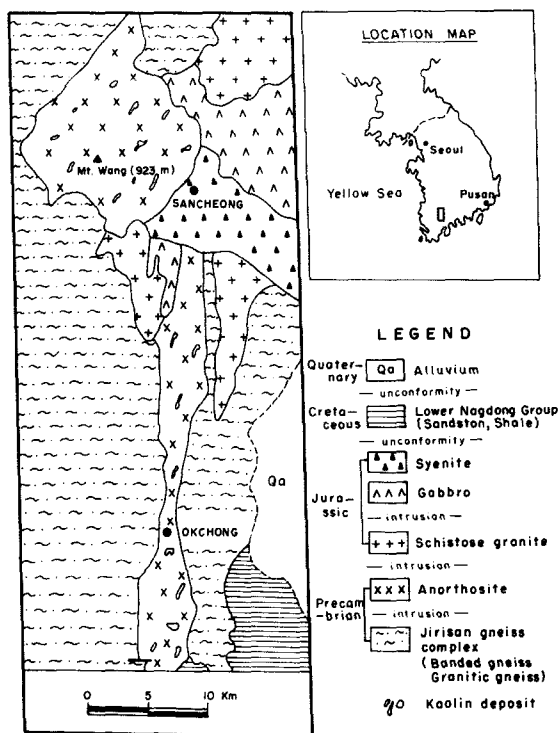 LOCATION MAP
Seoul
Yellow Sea
Pusan
Mt. Wang (923 m)
SANCHEONG
Qa
OKCHONG
0 5 10 Km
LEGEND
Quater-
nary
Qa
Alluvium
— unconformity —
Creta-
ceous
Lower Nagdong Group
(Sandston, Shale)
— unconformity —
Jura-
ssic
Syenite
Gabbro
— intrusion —
Schistose granite
— intrusion —
Precam-
brian
Anorthosite
— intrusion —
Jirisan gneiss
complex
(Banded gneiss
Granitic gneiss)
Kaolin deposit